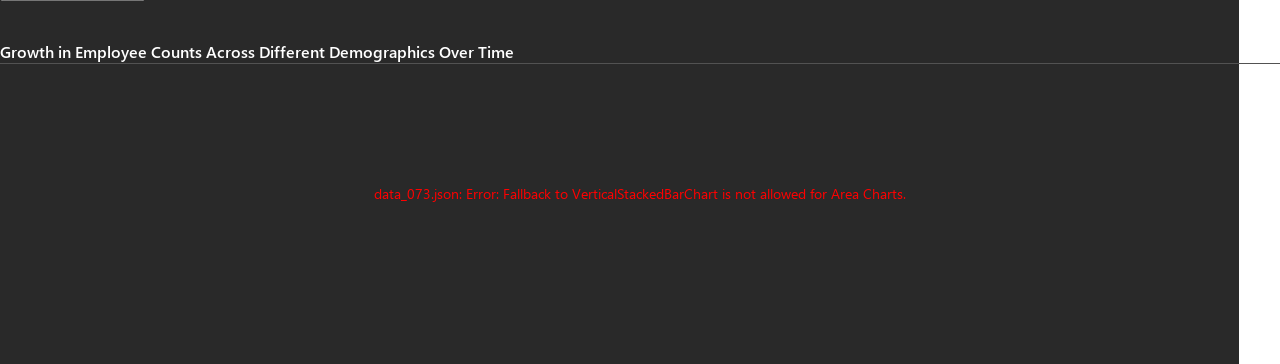 Growth in Employee Counts Across Different Demographics Over Time
data_073.json: Error: Fallback to VerticalStackedBarChart is not allowed for Area Charts.